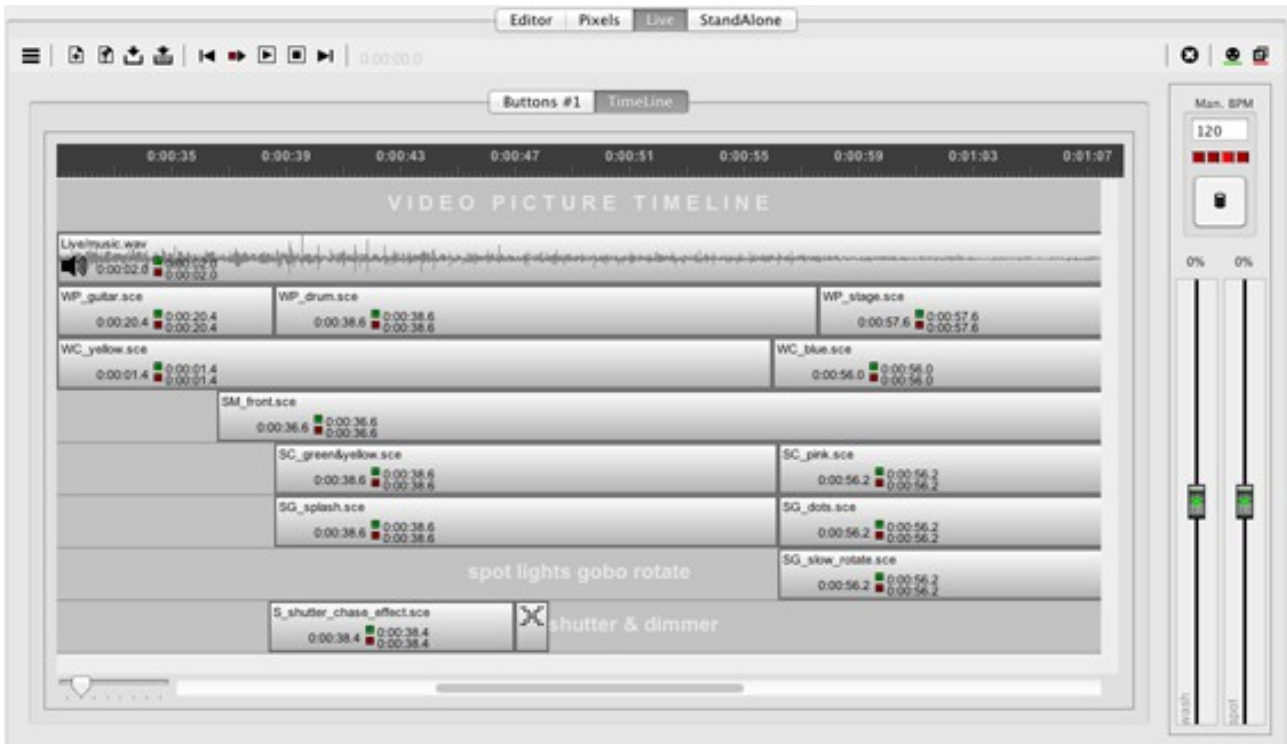 Editor Pixels Live StandAlone
0:00:00.0
Buttons #1 TimeLine
Man. BPM
120
0:00:35 0:00:39 0:00:43 0:00:47 0:00:51 0:00:55 0:00:59 0:01:03 0:01:07
VIDEO PICTURE TIMELINE
Live/music.wav
0:00:02.0 0:00:02.0
0:00:02.0
0% 0%
WP_guitar.sce WP_drum.sce WP_stage.sce
0:00:20.4 0:00:20.4 0:00:38.6 0:00:38.6 0:00:57.6 0:00:57.6
0:00:20.4 0:00:38.6 0:00:57.6
WC_yellow.sce WC_blue.sce
0:00:01.4 0:00:01.4 0:00:56.0 0:00:56.0
0:00:01.4 0:00:56.0
SM_front.sce
0:00:36.6 0:00:36.6
0:00:36.6
SC_green&yellow.sce SC_pink.sce
0:00:38.6 0:00:38.6 0:00:56.2 0:00:56.2
0:00:38.6 0:00:56.2
SG_splash.sce SG_dots.sce
0:00:38.6 0:00:38.6 0:00:56.2 0:00:56.2
0:00:38.6 0:00:56.2
spot lights gobo rotate SG_slow_rotate.sce
0:00:56.2 0:00:56.2
0:00:56.2
S_shutter_chase_effect.sce
shutter & dimmer
0:00:38.4 0:00:38.4
0:00:38.4
wash spot